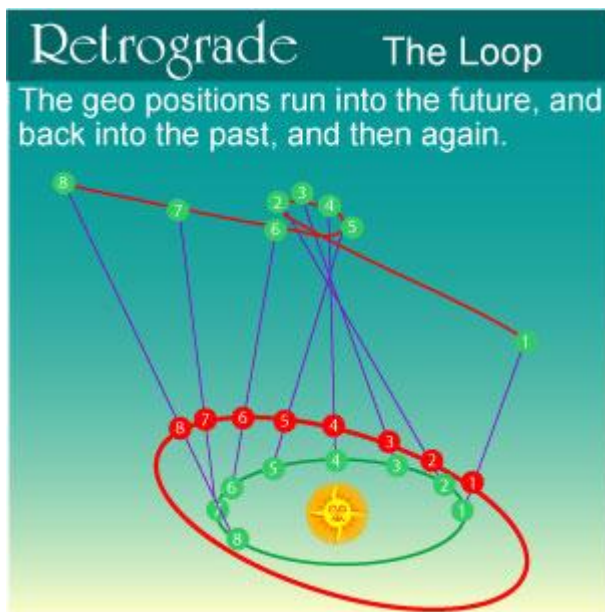 Retrograde The Loop
The geo positions run into the future, and
back into the past, and then again.
8
7
2 3 4
6 5
1
8 7 6 5 4 3 2 1
7 6 5 4 3 2 1
8